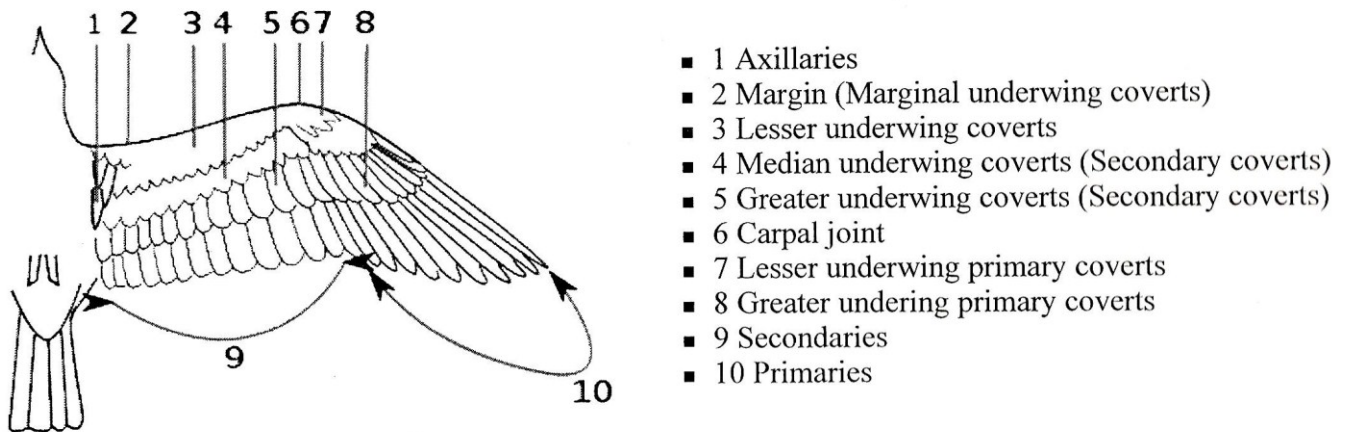 1 2 3 4 5 6 7 8
9
10
▪ 1 Axillaries
▪ 2 Margin (Marginal underwing coverts)
▪ 3 Lesser underwing coverts
▪ 4 Median underwing coverts (Secondary coverts)
▪ 5 Greater underwing coverts (Secondary coverts)
▪ 6 Carpal joint
▪ 7 Lesser underwing primary coverts
▪ 8 Greater undering primary coverts
▪ 9 Secondaries
▪ 10 Primaries